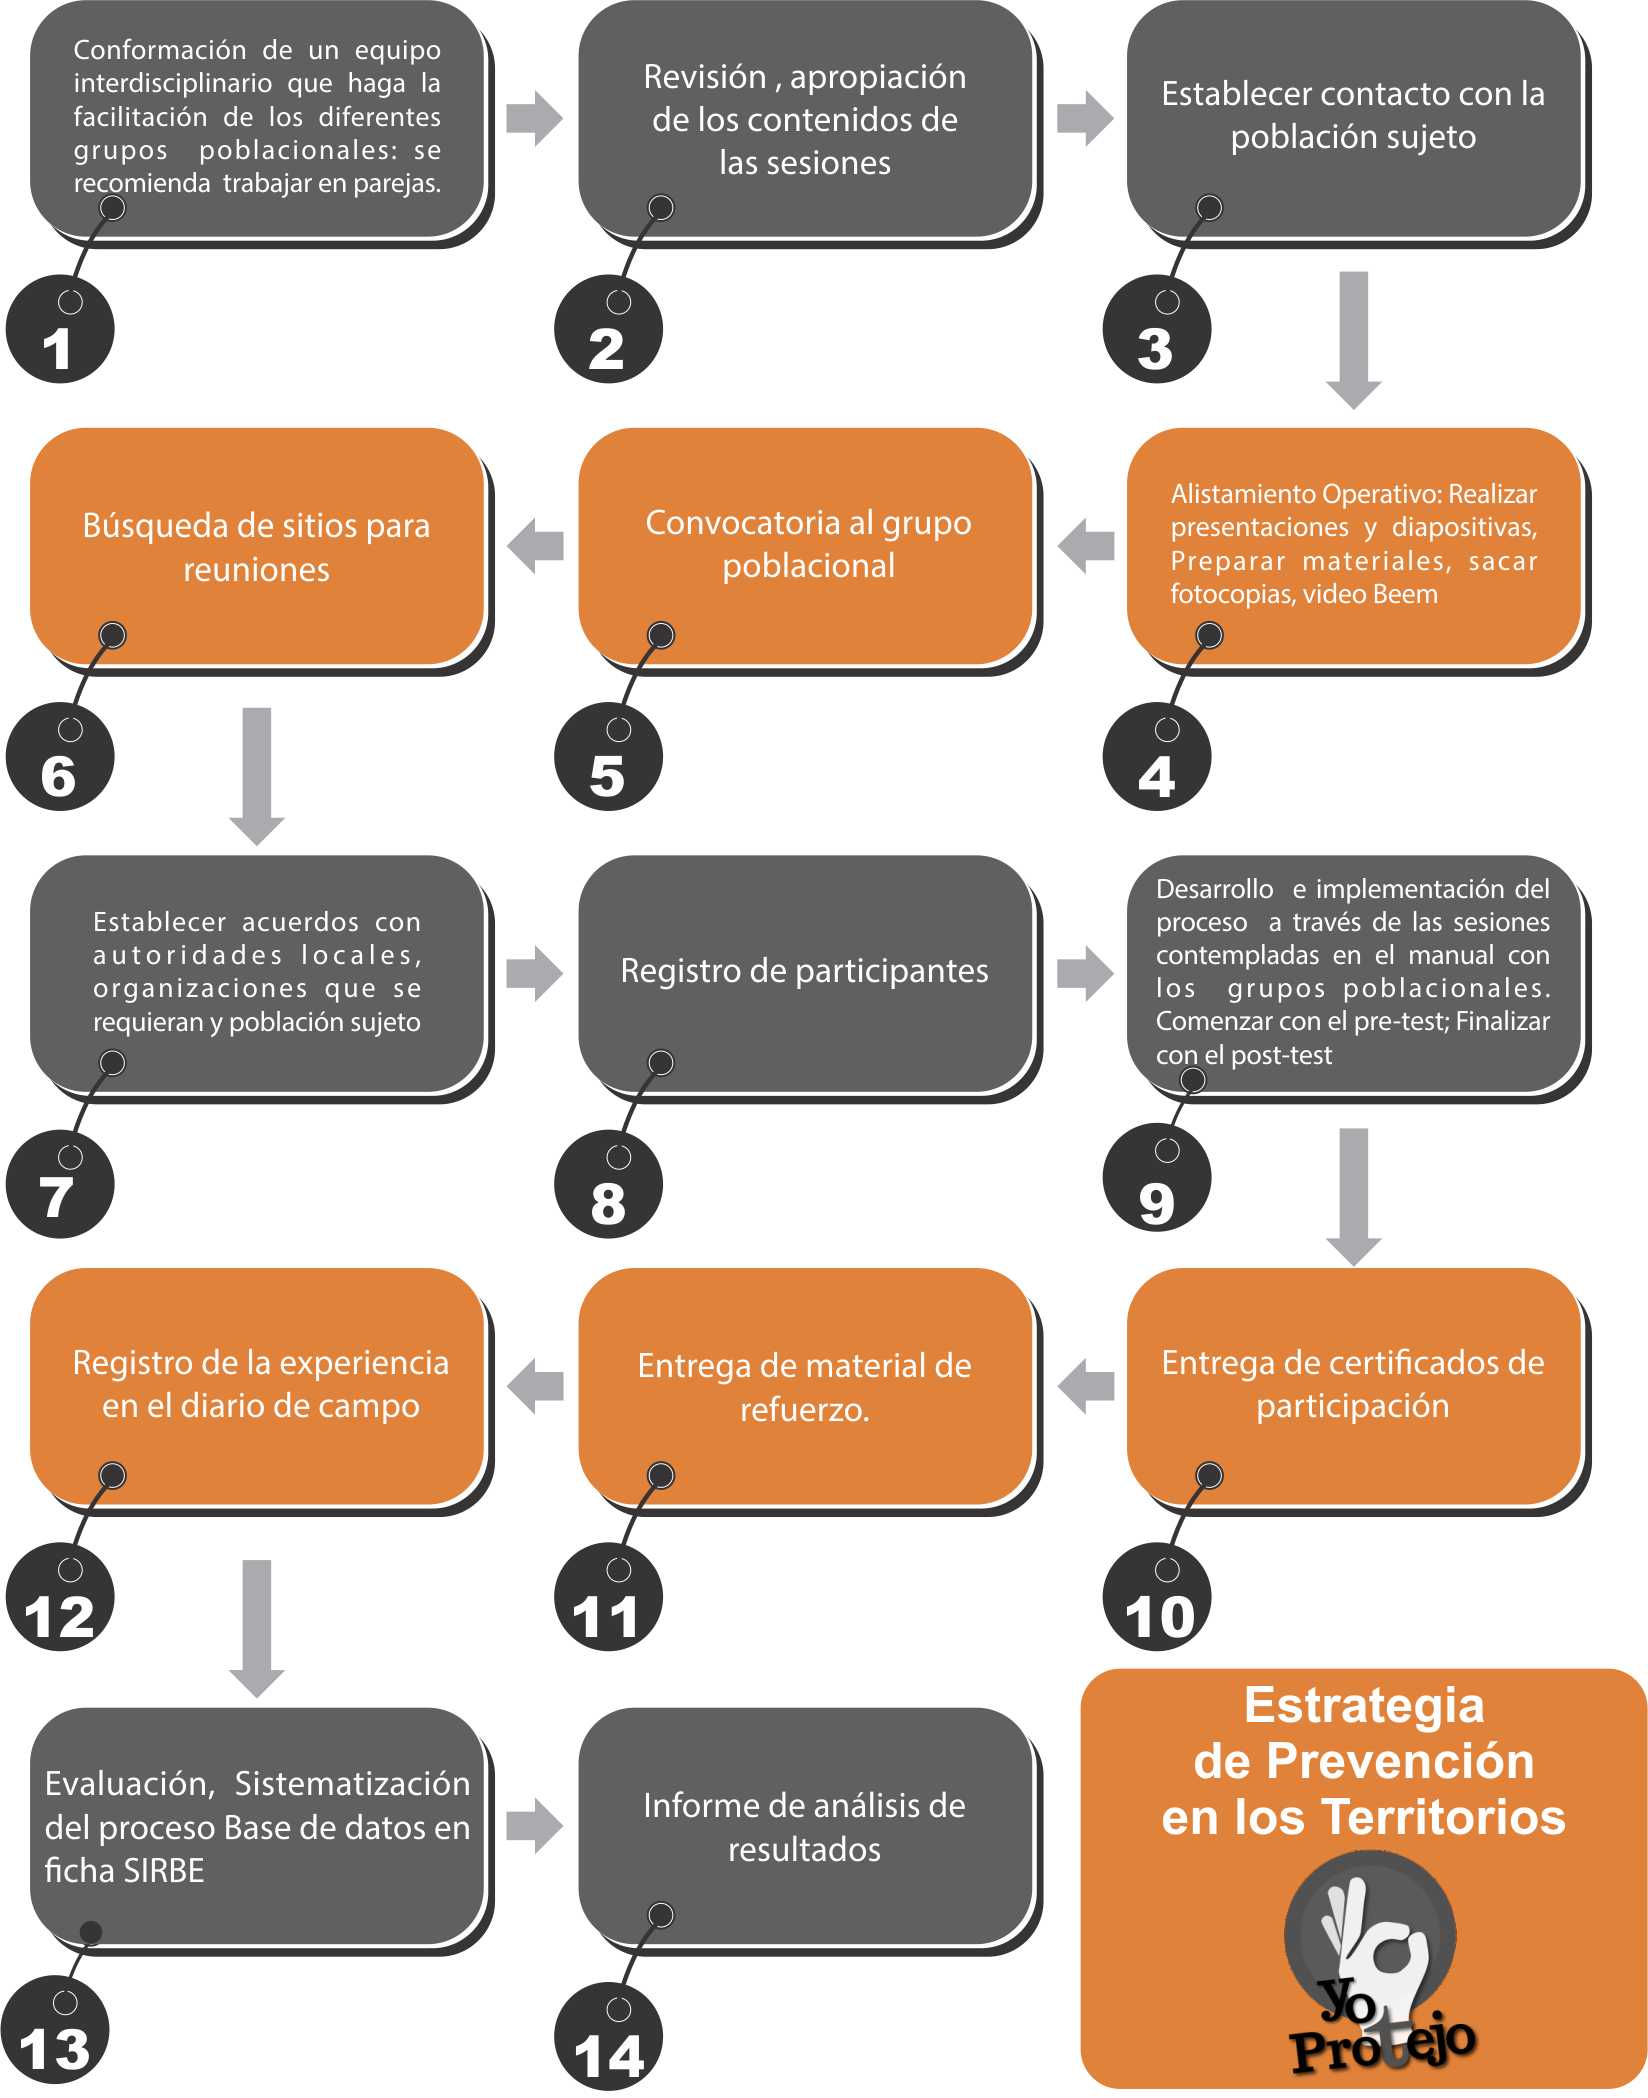 Conformación de un equipo
interdisciplinario que haga la
facilitación de los diferentes
grupos poblacionales: se
recomienda trabajar en parejas.
1
Revisión , apropiación
de los contenidos de
las sesiones
2
Establecer contacto con la
población sujeto
3
Alistamiento Operativo: Realizar
presentaciones y diapositivas,
Preparar materiales, sacar
fotocopias, video Beem
4
Convocatoria al grupo
poblacional
5
Búsqueda de sitios para
reuniones
6
Establecer acuerdos con
autoridades locales,
organizaciones que se
requieran y población sujeto
7
Registro de participantes
8
Desarrollo e implementación del
proceso a través de las sesiones
contempladas en el manual con
los grupos poblacionales.
Comenzar con el pre-test; Finalizar
con el post-test
9
Entrega de certificados de
participación
10
Entrega de material de
refuerzo.
11
Registro de la experiencia
en el diario de campo
12
Evaluación, Sistematización
del proceso Base de datos en
ficha SIRBE
13
Informe de análisis de
resultados
14
Estrategia
de Prevención
en los Territorios
yo
Protejo